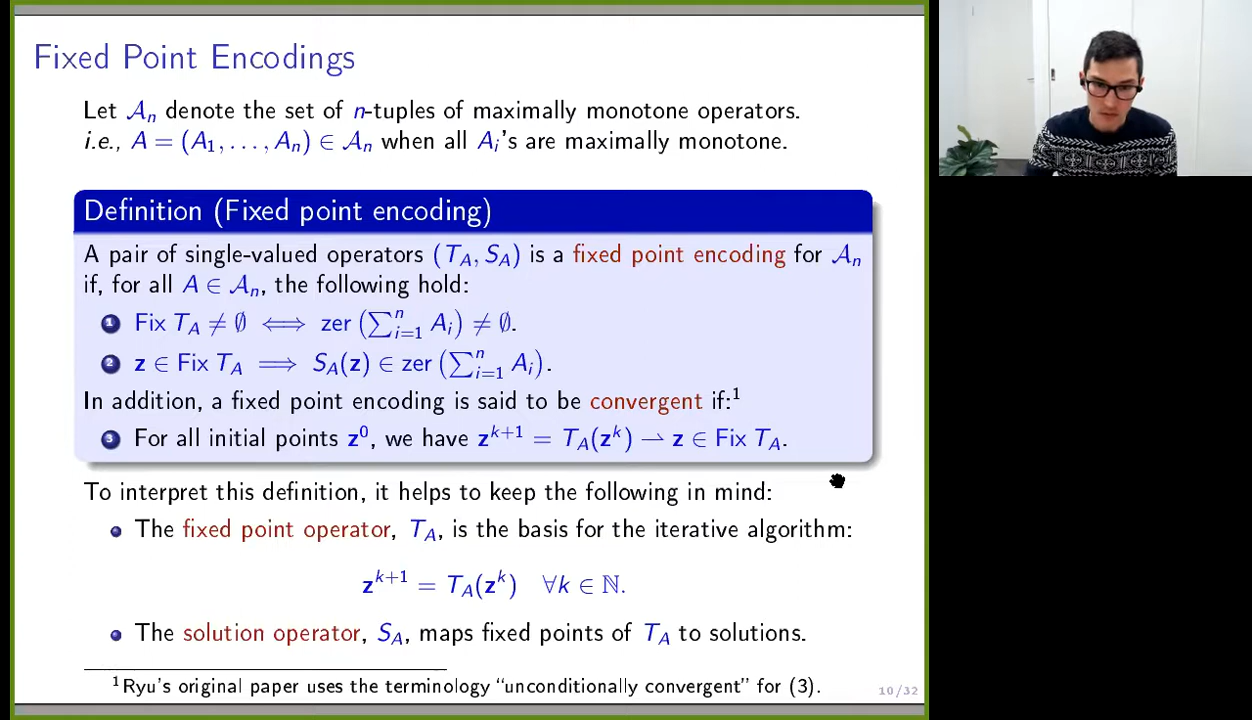 Fixed Point Encodings
Let 𝒜ₙ denote the set of n-tuples of maximally monotone operators.
i.e., A = (A₁, . . . , Aₙ) ∈ 𝒜ₙ when all Aᵢ's are maximally monotone.
Definition (Fixed point encoding)
A pair of single-valued operators (T_A, S_A) is a fixed point encoding for 𝒜ₙ
if, for all A ∈ 𝒜ₙ, the following hold:
1 Fix T_A ≠ ∅ ⟺ zer (∑ⁿᵢ₌₁ Aᵢ) ≠ ∅.
2 z ∈ Fix T_A ⟹ S_A(z) ∈ zer (∑ⁿᵢ₌₁ Aᵢ).
In addition, a fixed point encoding is said to be convergent if:¹
3 For all initial points z⁰, we have zᵏ⁺¹ = T_A(zᵏ) ⇀ z ∈ Fix T_A.
To interpret this definition, it helps to keep the following in mind:
• The fixed point operator, T_A, is the basis for the iterative algorithm:
zᵏ⁺¹ = T_A(zᵏ) ∀k ∈ ℕ.
• The solution operator, S_A, maps fixed points of T_A to solutions.
¹Ryu's original paper uses the terminology "unconditionally convergent" for (3).
10/32